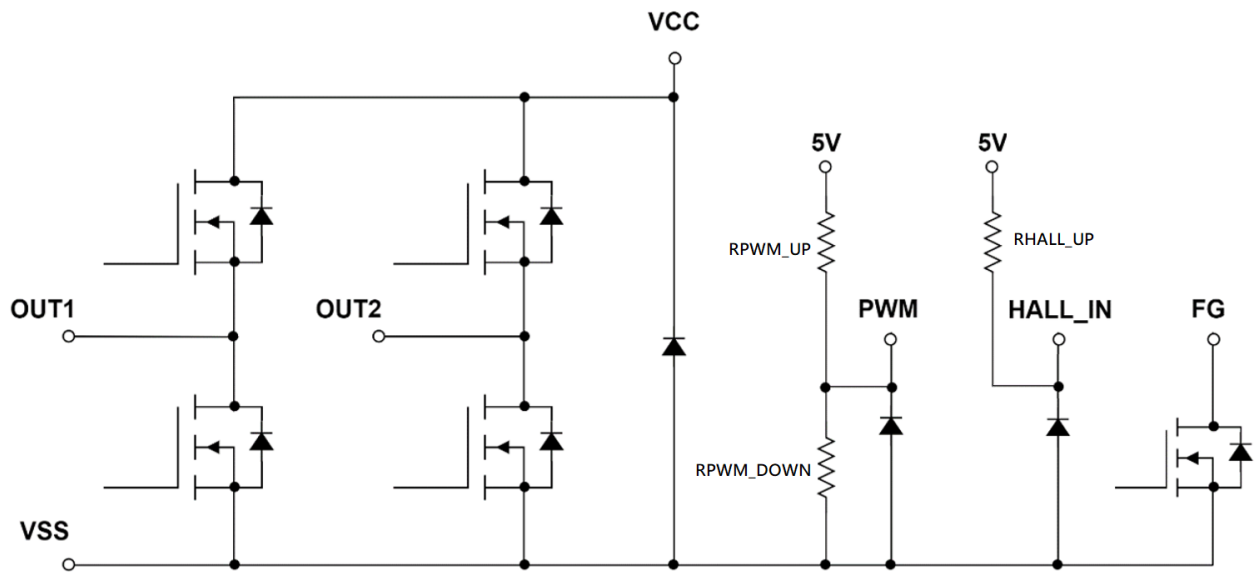 VCC
5V
5V
RPWM_UP
RHALL_UP
OUT1
OUT2
PWM
HALL_IN
FG
RPWM_DOWN
VSS